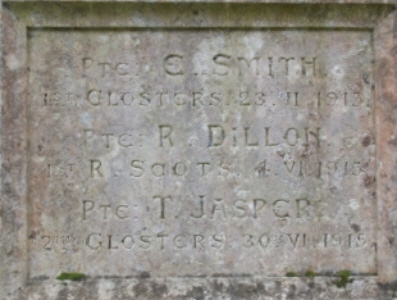 PTE: E. SMITH.
1ST GLOSTERS. 23. II 1915.
PTE: R. DILLON.
1ST R. SCOTS. 4. VI 1915.
PTE: T. JASPER.
2ND GLOSTERS. 30. VI 1915.